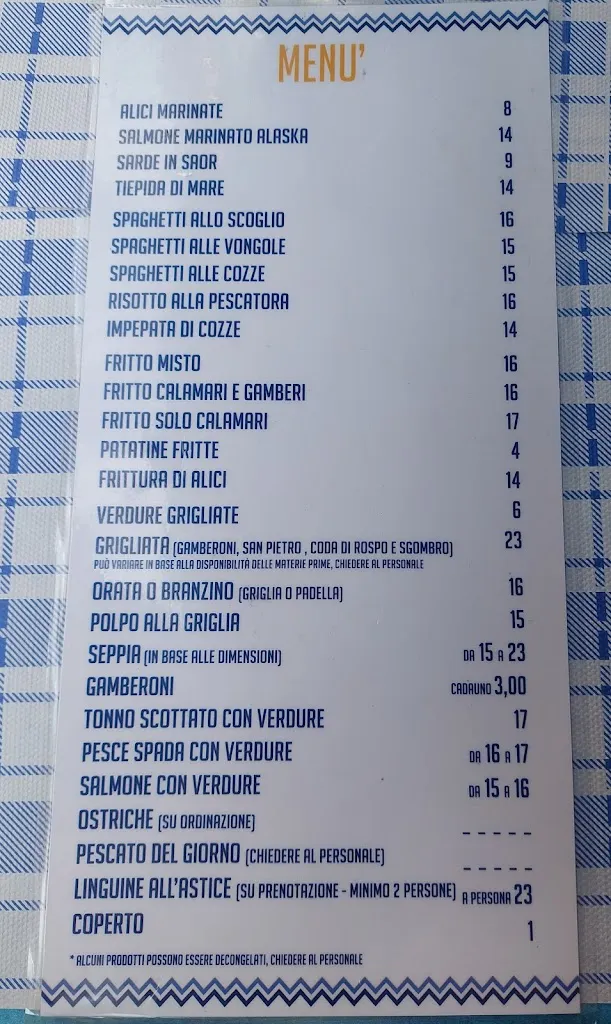 MENU'
ALICI MARINATE 8
SALMONE MARINATO ALASKA 14
SARDE IN SAOR 9
TIEPIDA DI MARE 14
SPAGHETTI ALLO SCOGLIO 16
SPAGHETTI ALLE VONGOLE 15
SPAGHETTI ALLE COZZE 15
RISOTTO ALLA PESCATORA 16
IMPEPATA DI COZZE 14
FRITTO MISTO 16
FRITTO CALAMARI E GAMBERI 16
FRITTO SOLO CALAMARI 17
PATATINE FRITTE 4
FRITTURA DI ALICI 14
VERDURE GRIGLIATE 6
GRIGLIATA (GAMBERONI, SAN PIETRO , CODA DI ROSPO E SGOMBRO) 23
PUÒ VARIARE IN BASE ALLA DISPONIBILITÁ DELLE MATERIE PRIME, CHIEDERE AL PERSONALE
ORATA O BRANZINO (GRIGLIA O PADELLA) 16
POLPO ALLA GRIGLIA 15
SEPPIA (IN BASE ALLE DIMENSIONI) DA 15 A 23
GAMBERONI CADAUNO 3,00
TONNO SCOTTATO CON VERDURE 17
PESCE SPADA CON VERDURE DA 16 A 17
SALMONE CON VERDURE DA 15 A 16
OSTRICHE (SU ORDINAZIONE) - - - - -
PESCATO DEL GIORNO (CHIEDERE AL PERSONALE) - - - - -
LINGUINE ALL'ASTICE (SU PRENOTAZIONE - MINIMO 2 PERSONE) A PERSONA 23
COPERTO 1
* ALCUNI PRODOTTI POSSONO ESSERE DECONGELATI, CHIEDERE AL PERSONALE